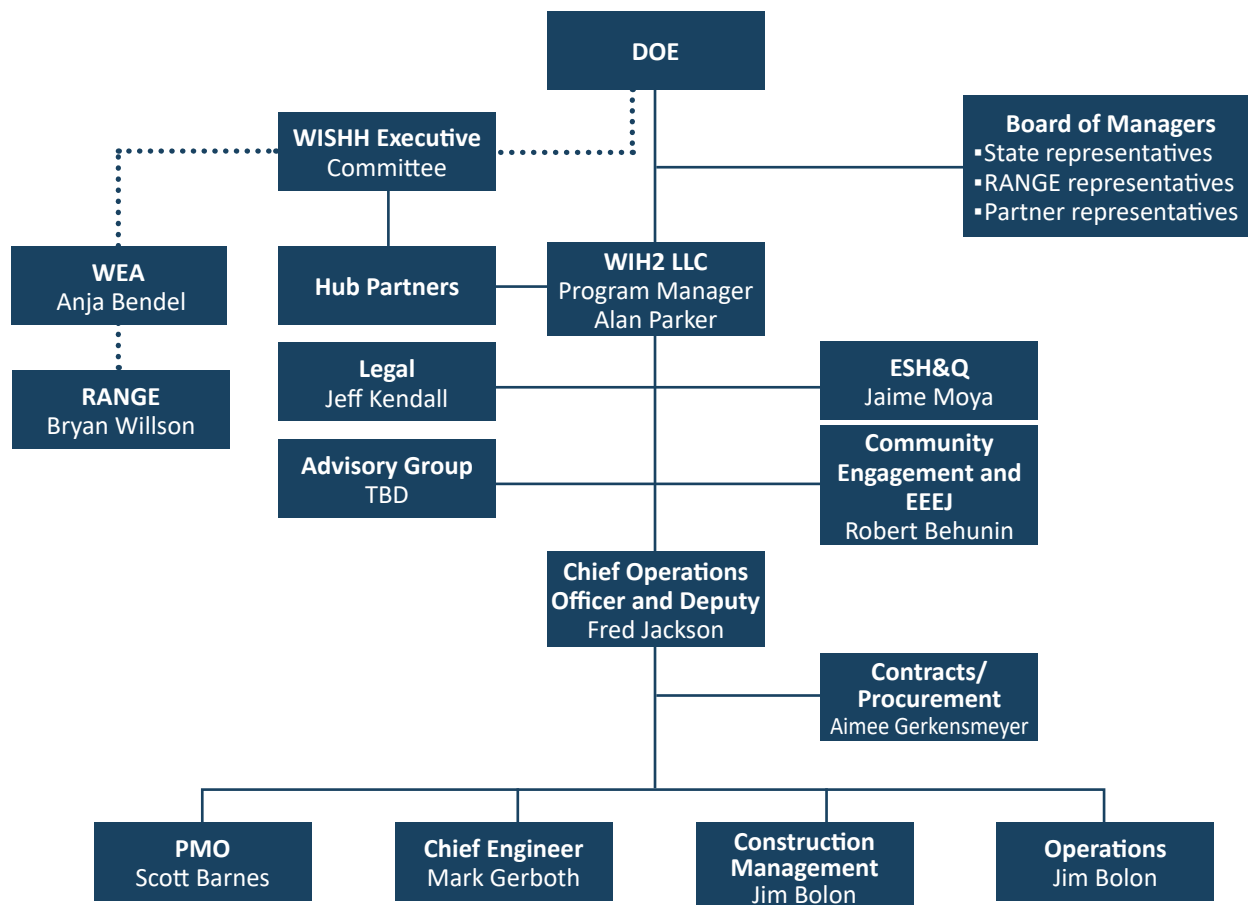 DOE
WISHH Executive
Committee
Board of Managers
▪State representatives
▪RANGE representatives
▪Partner representatives
WEA
Anja Bendel
Hub Partners
WIH2 LLC
Program Manager
Alan Parker
RANGE
Bryan Willson
Legal
Jeff Kendall
ESH&Q
Jaime Moya
Advisory Group
TBD
Community
Engagement and
EEEJ
Robert Behunin
Chief Operations
Officer and Deputy
Fred Jackson
Contracts/
Procurement
Aimee Gerkensmeyer
PMO
Scott Barnes
Chief Engineer
Mark Gerboth
Construction
Management
Jim Bolon
Operations
Jim Bolon